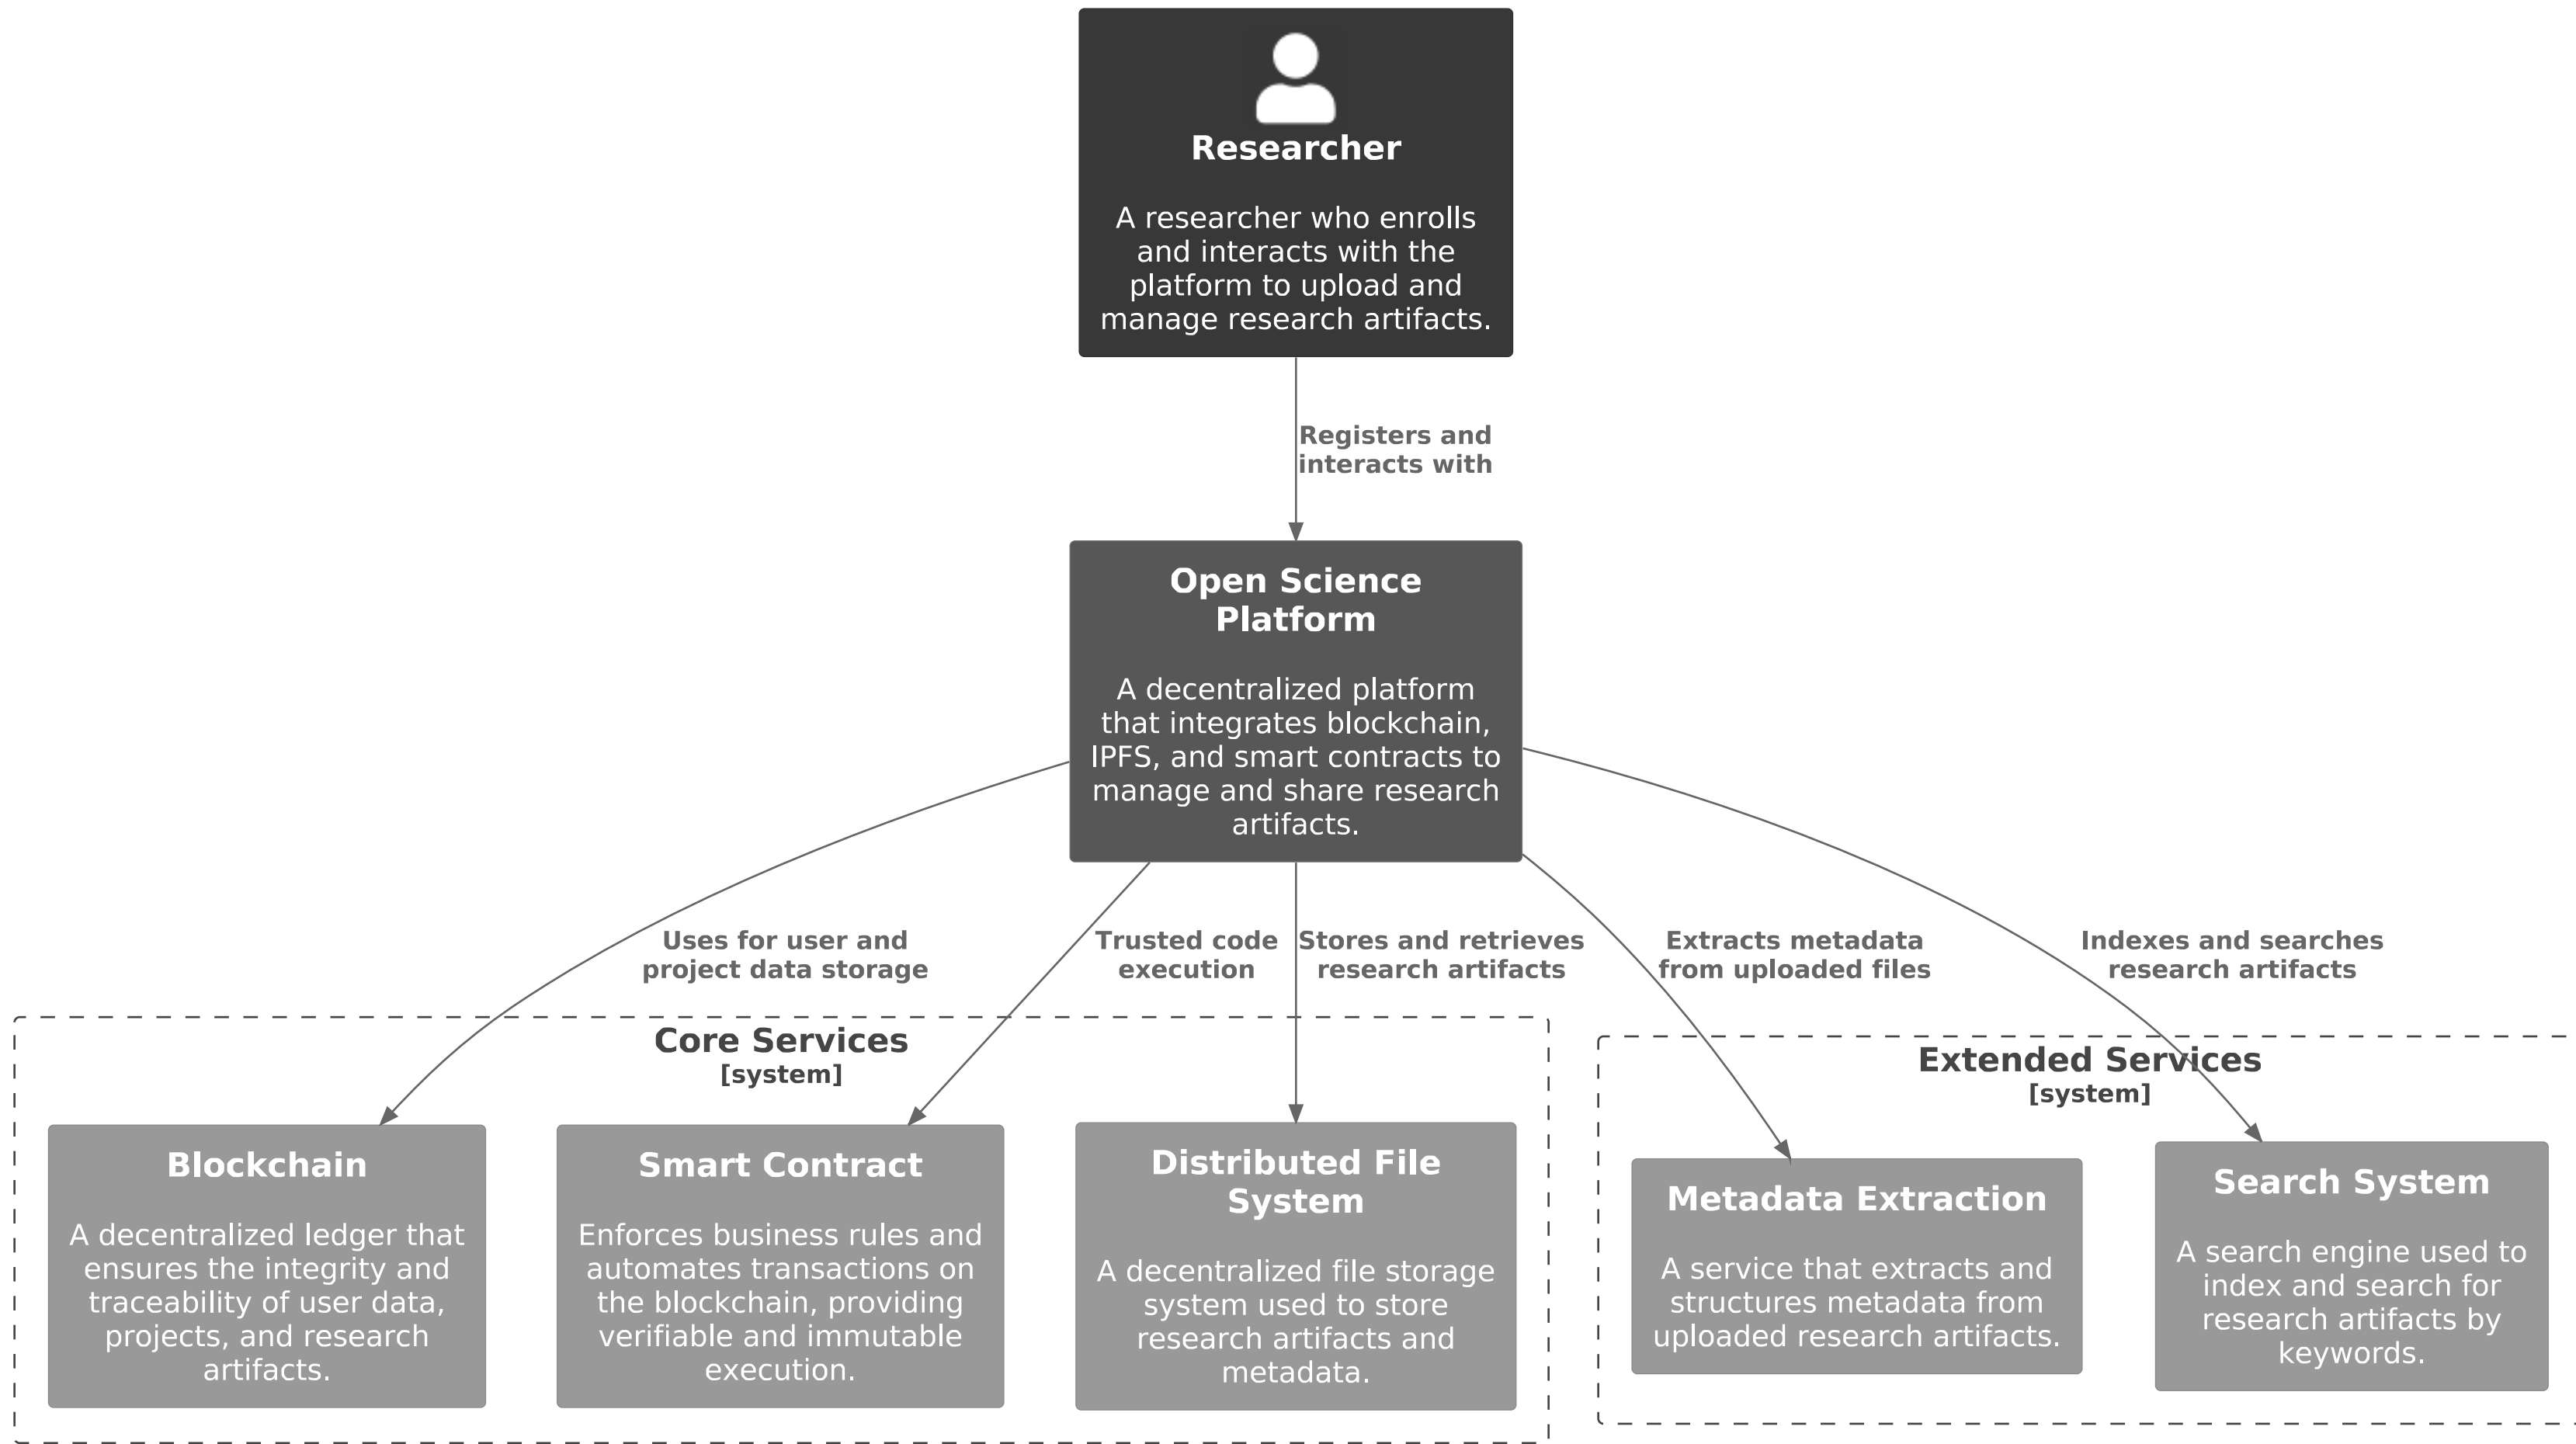 Researcher
A researcher who enrolls
and interacts with the
platform to upload and
manage research artifacts.
Registers and
interacts with
Open Science
Platform
A decentralized platform
that integrates blockchain,
IPFS, and smart contracts to
manage and share research
artifacts.
Uses for user and
project data storage
Trusted code
execution
Stores and retrieves
research artifacts
Extracts metadata
from uploaded files
Indexes and searches
research artifacts
Core Services
[system]
Blockchain
A decentralized ledger that
ensures the integrity and
traceability of user data,
projects, and research
artifacts.
Smart Contract
Enforces business rules and
automates transactions on
the blockchain, providing
verifiable and immutable
execution.
Distributed File
System
A decentralized file storage
system used to store
research artifacts and
metadata.
Extended Services
[system]
Metadata Extraction
A service that extracts and
structures metadata from
uploaded research artifacts.
Search System
A search engine used to
index and search for
research artifacts by
keywords.